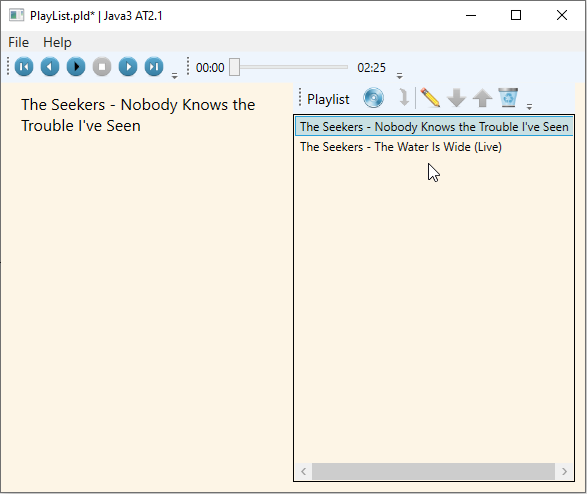 PlayList.pld* | Java3 AT2.1
File Help
00:00 02:25
The Seekers - Nobody Knows the
Trouble I've Seen
Playlist
The Seekers - Nobody Knows the Trouble I've Seen
The Seekers - The Water Is Wide (Live)